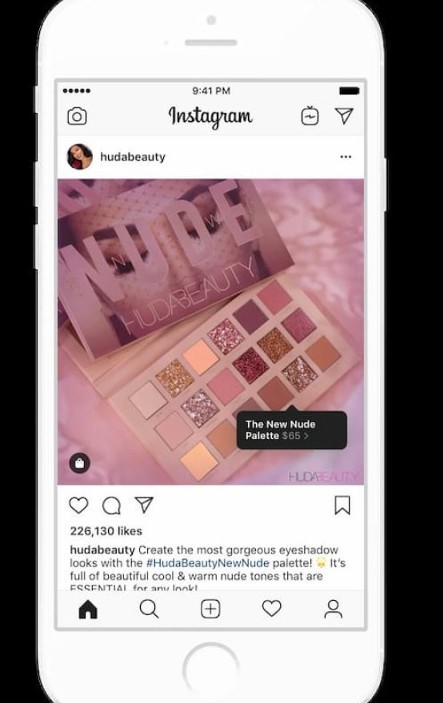 9:41 PM
Instagram
hudabeauty
NUDE
HUDABEAUTY
The New Nude
Palette $65 >
HUDABEAUTY
226,130 likes
hudabeauty Create the most gorgeous eyeshadow
looks with the #HudaBeautyNewNude palette! 🌟 It's
full of beautiful cool & warm nude tones that are
ESSENTIAL for any look!